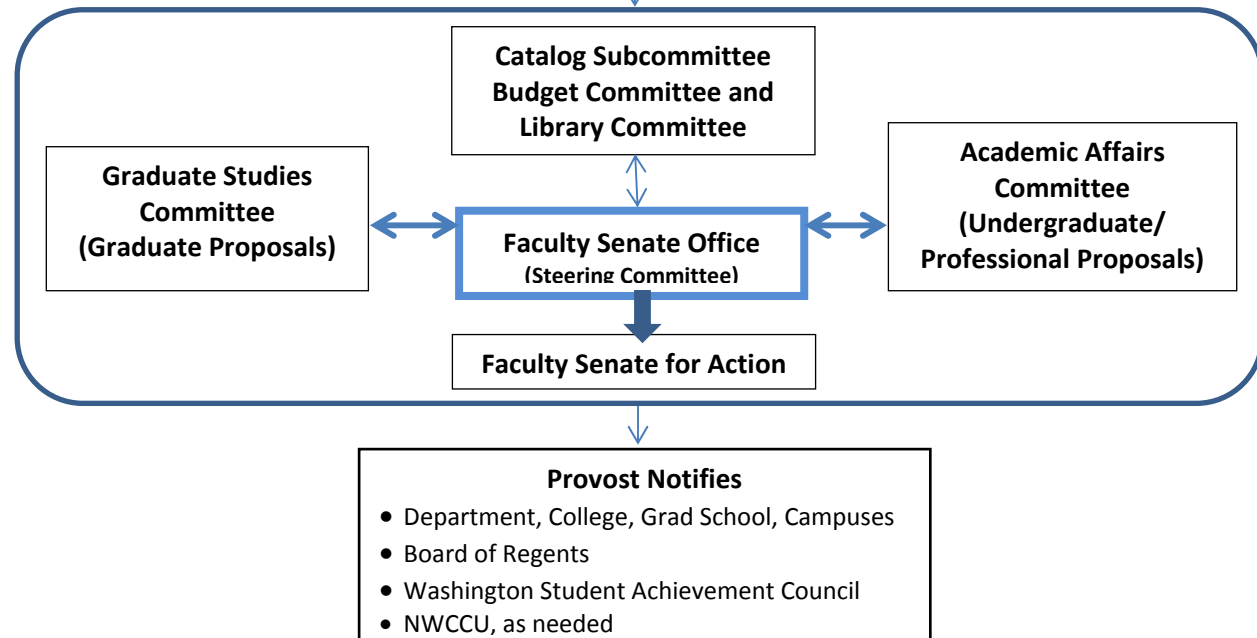 Catalog Subcommittee
Budget Committee and
Library Committee
Graduate Studies
Committee
(Graduate Proposals)
Academic Affairs
Committee
(Undergraduate/
Professional Proposals)
Faculty Senate Office
(Steering Committee)
Faculty Senate for Action
Provost Notifies
• Department, College, Grad School, Campuses
• Board of Regents
• Washington Student Achievement Council
• NWCCU, as needed